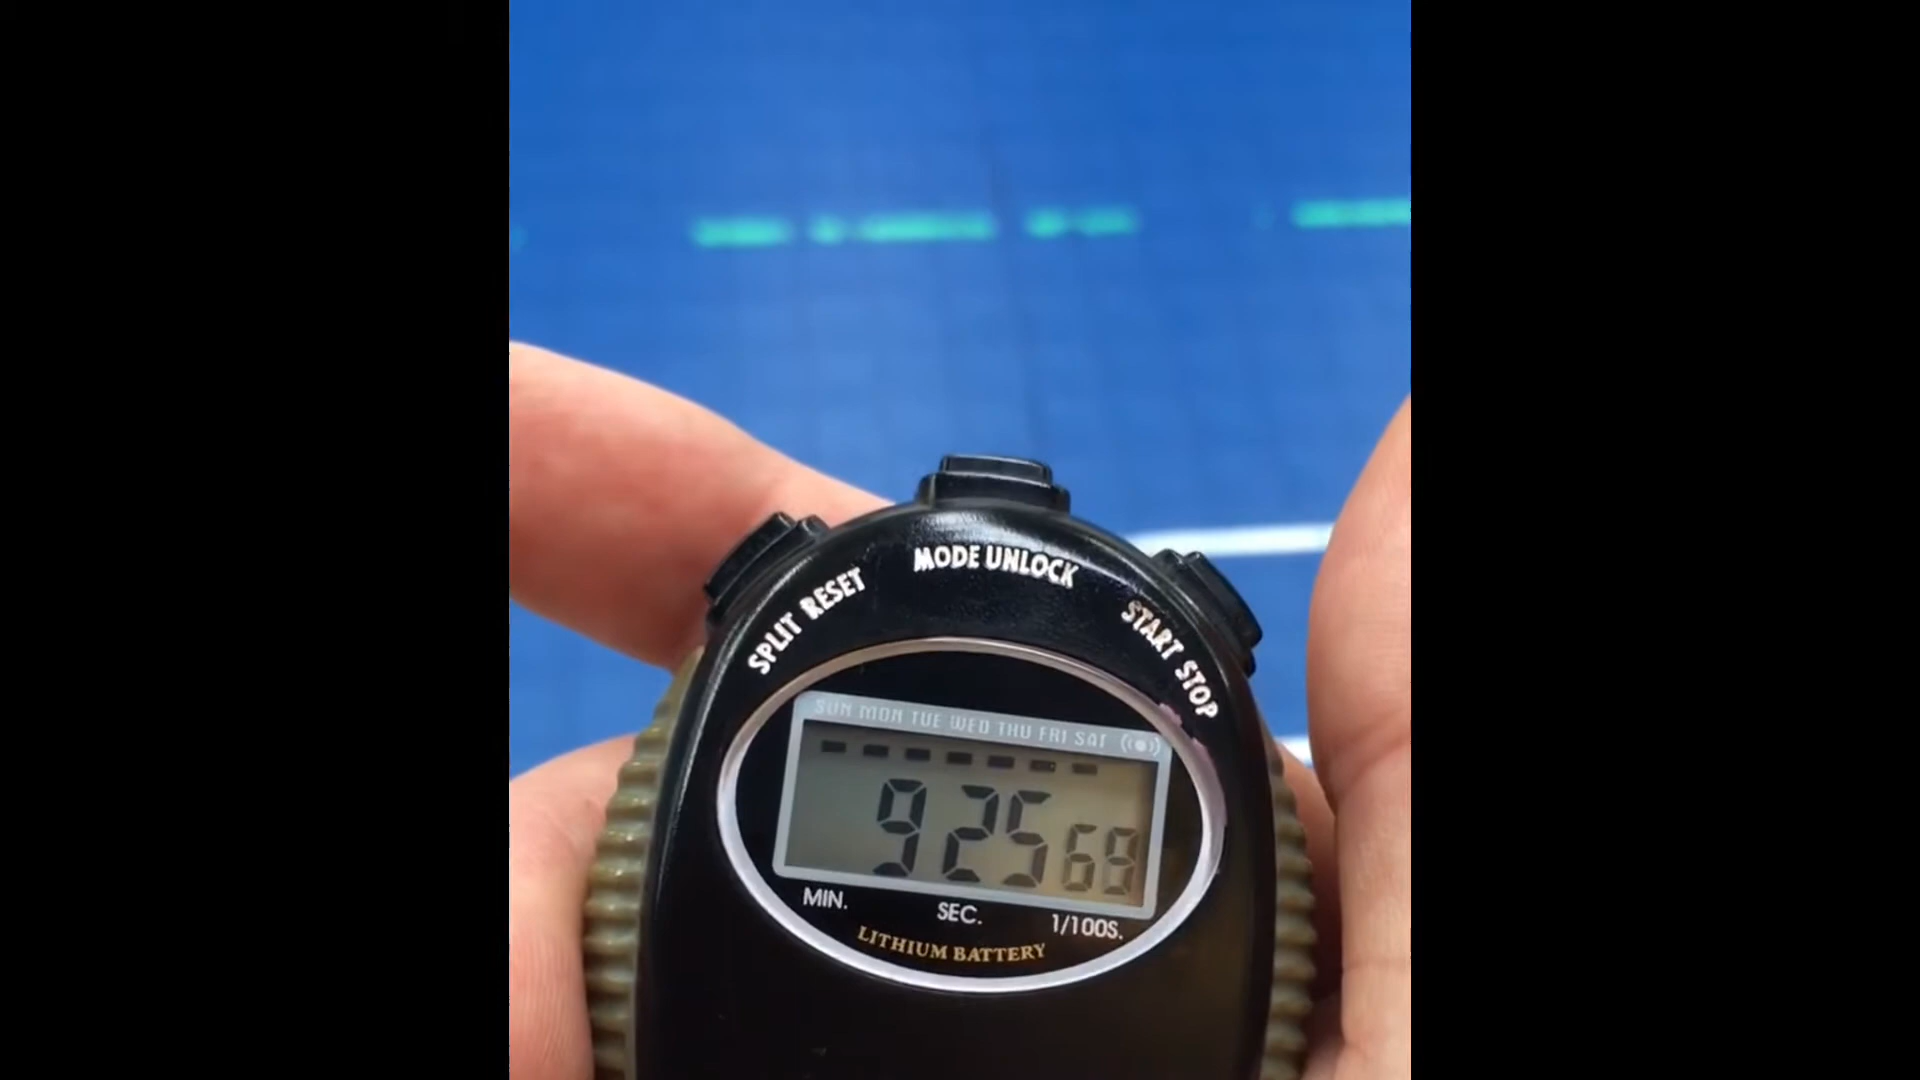 MODE UNLOCK
SPLIT RESET
START STOP
SUN MON TUE WED THU FRI SAT
9 25 68
MIN. SEC. 1/100S.
LITHIUM BATTERY